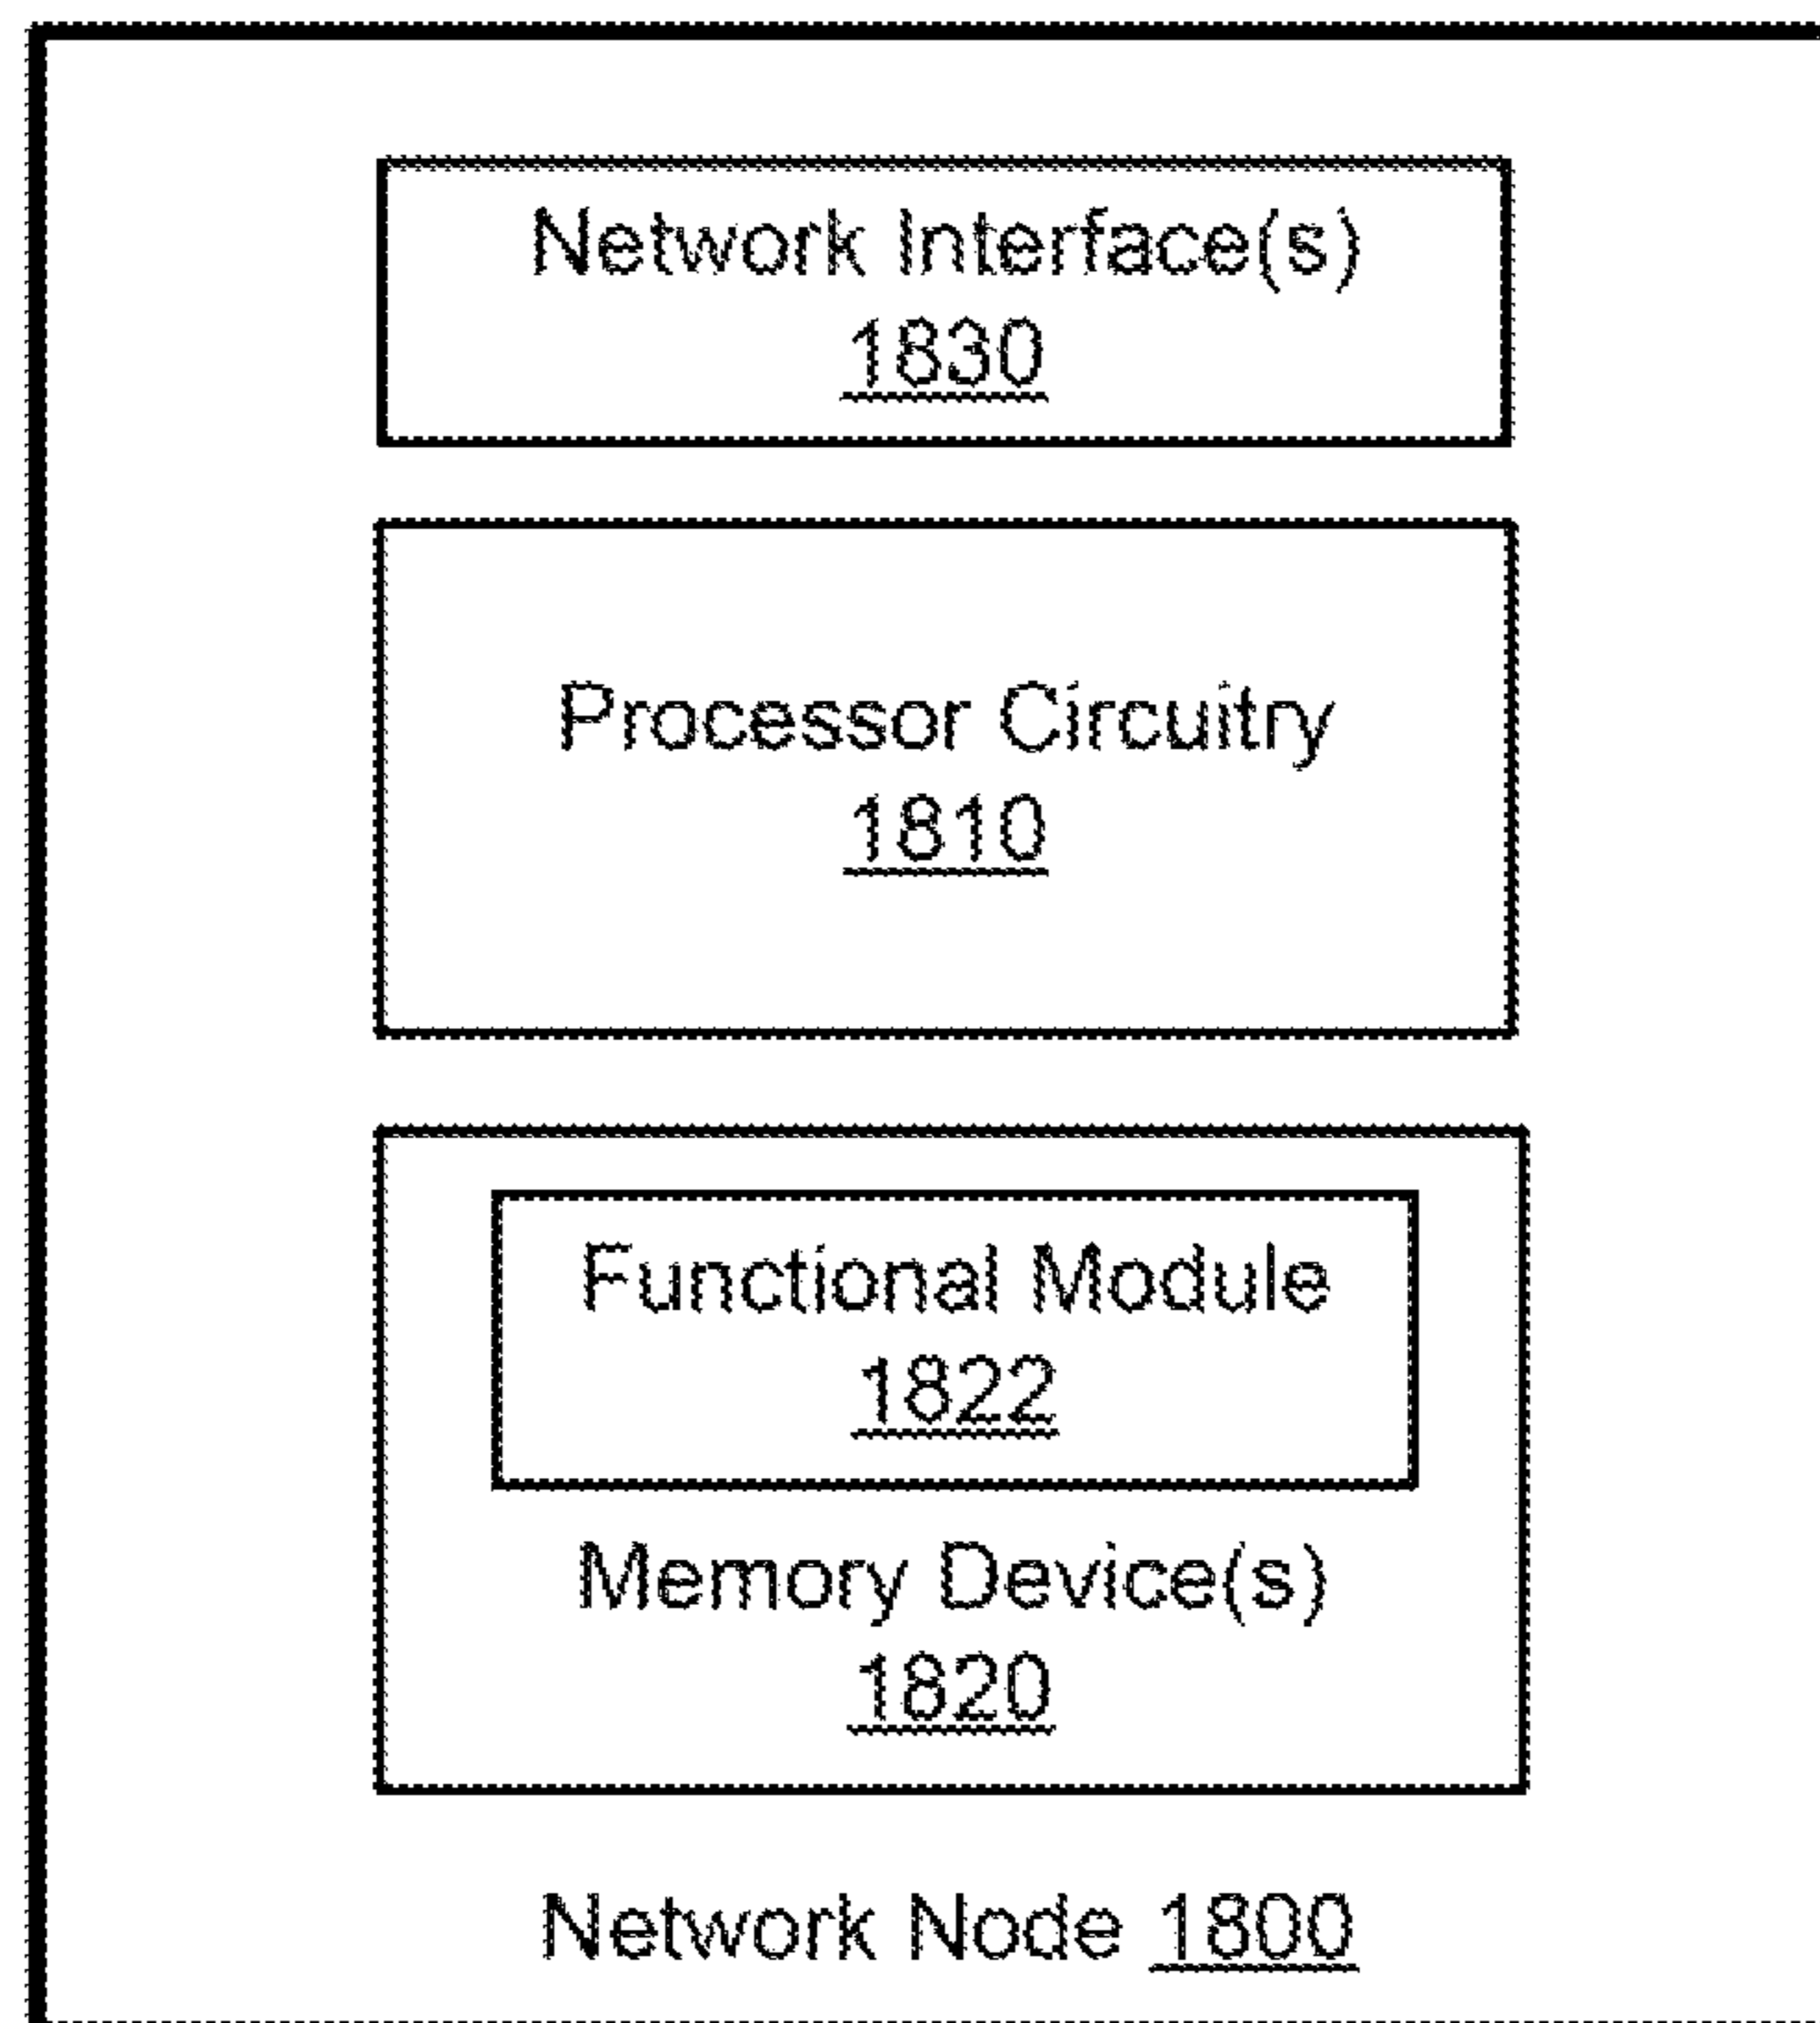 Network Interface(s)
1830
Processor Circuitry
1810
Functional Module
1822
Memory Device(s)
1820
Network Node 1800